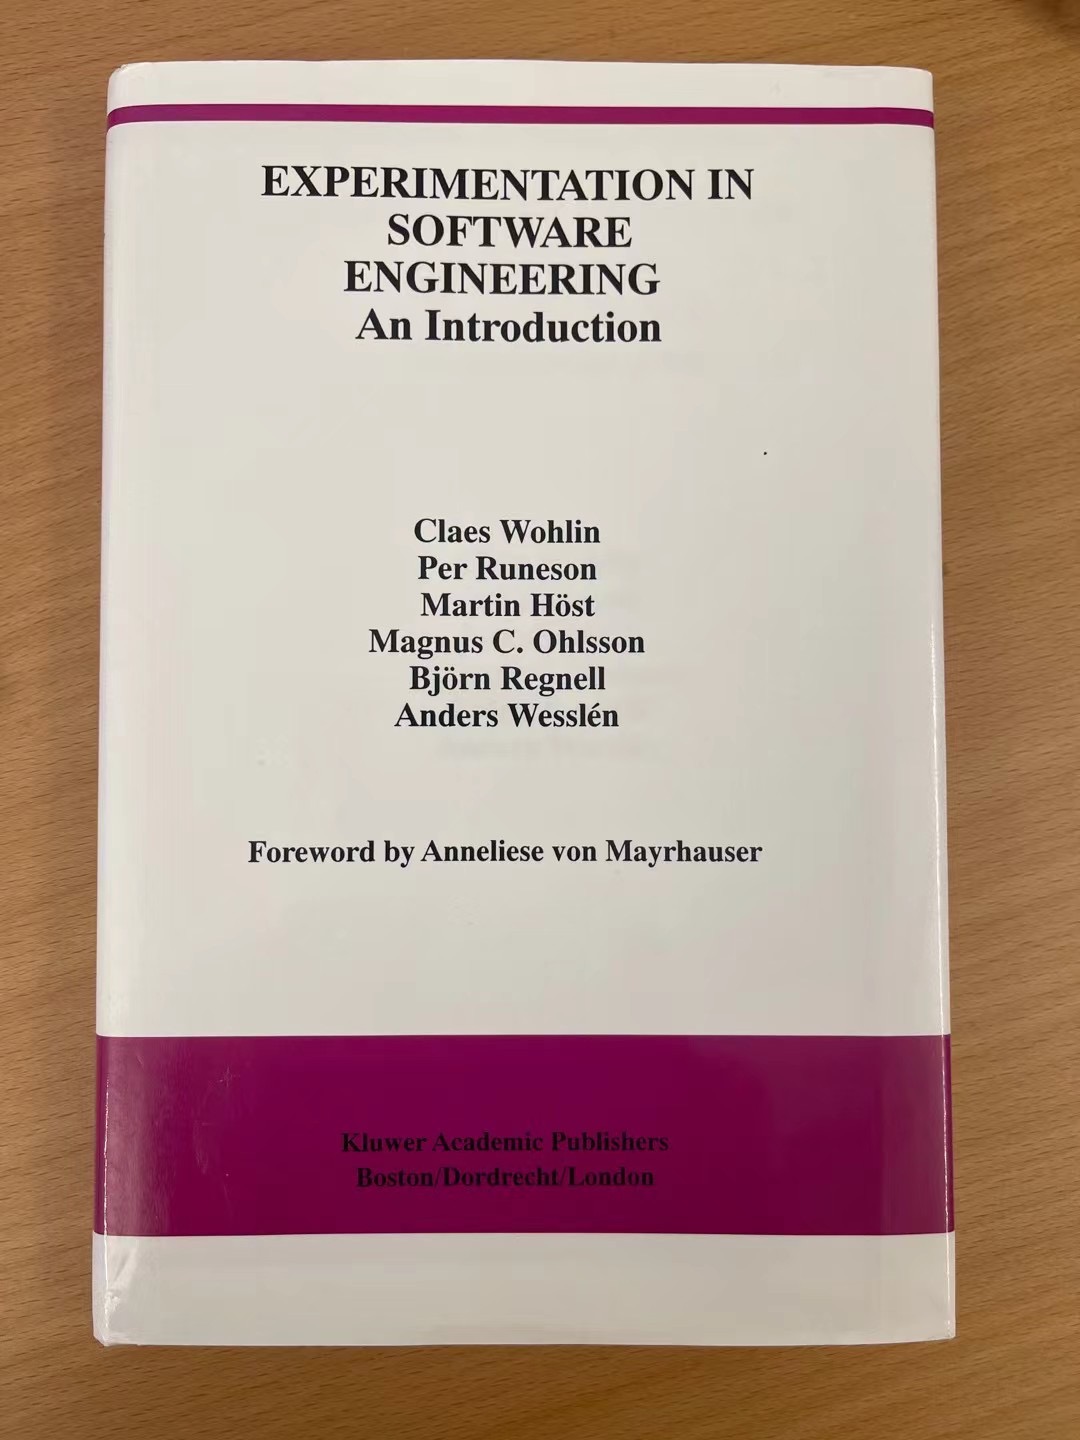 EXPERIMENTATION IN
SOFTWARE
ENGINEERING
An Introduction
Claes Wohlin
Per Runeson
Martin Höst
Magnus C. Ohlsson
Björn Regnell
Anders Wesslén
Foreword by Anneliese von Mayrhauser
Kluwer Academic Publishers
Boston/Dordrecht/London